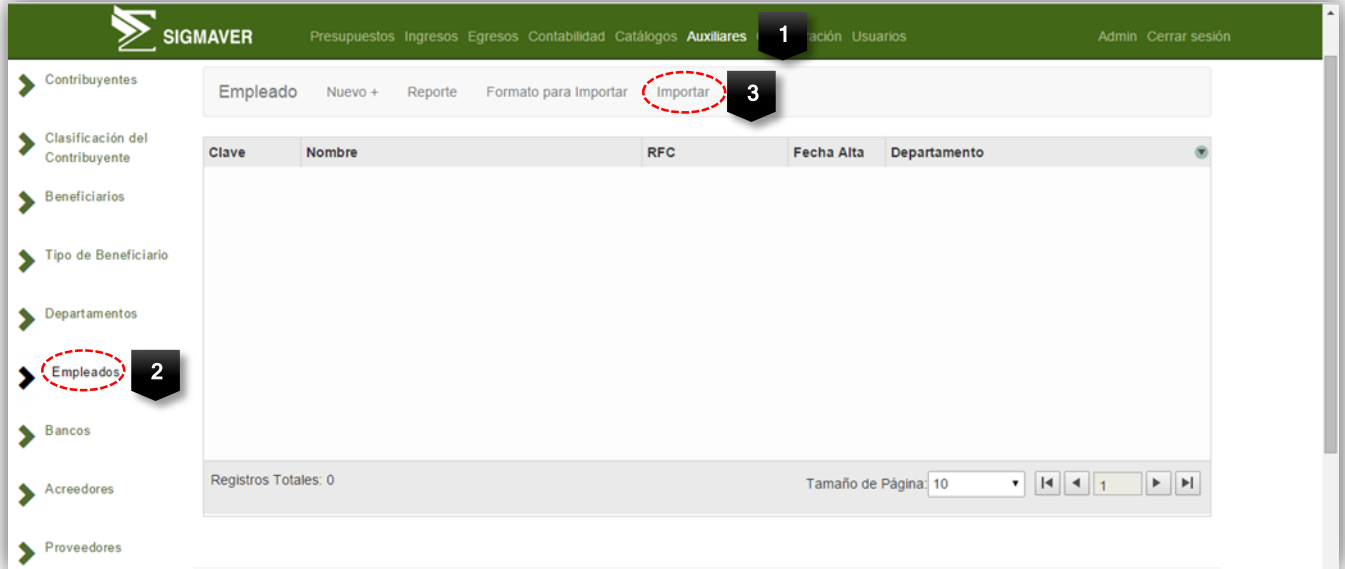 SIGMAVER
Presupuestos Ingresos Egresos Contabilidad Catálogos Auxiliares 1 Usuarios
Admin Cerrar sesión
Contribuyentes
Clasificación del
Contribuyente
Beneficiarios
Tipo de Beneficiario
Departamentos
Empleados 2
Bancos
Acreedores
Proveedores
Empleado Nuevo + Reporte Formato para Importar Importar 3
Clave Nombre RFC Fecha Alta Departamento
Registros Totales: 0
Tamaño de Página: 10 1